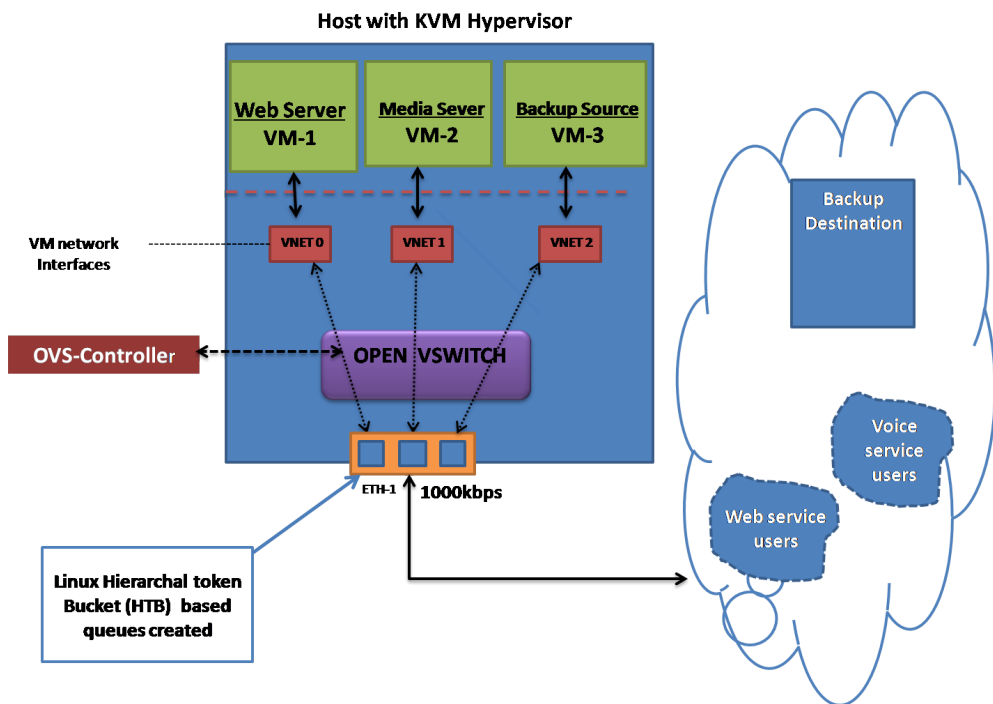 Host with KVM Hypervisor
Web Server
VM-1
Media Sever
VM-2
Backup Source
VM-3
Backup
Destination
VM network
Interfaces
VNET 0
VNET 1
VNET 2
OVS-Controller
OPEN VSWITCH
Voice
service
users
ETH-1
1000kbps
Web service
users
Linux Hierarchal token
Bucket (HTB) based
queues created